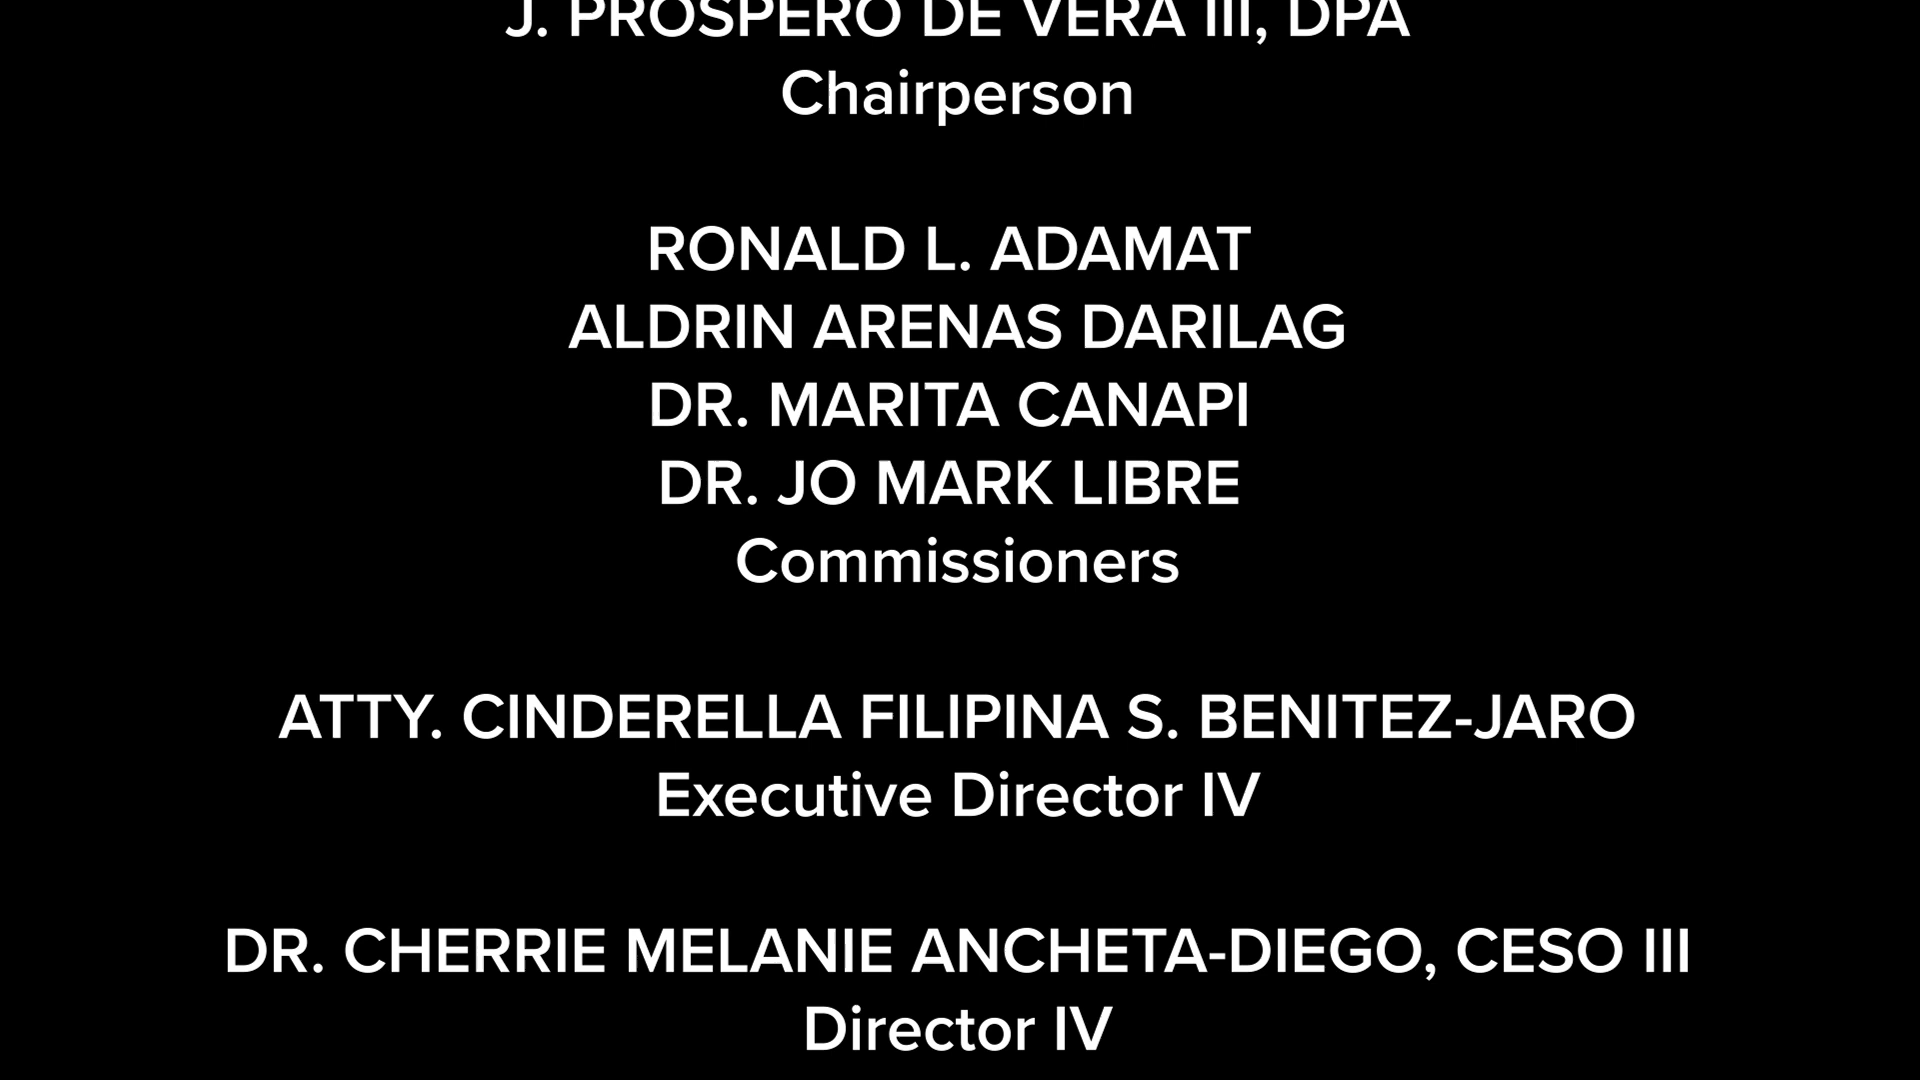 J. PROSPERO DE VERA III, DPA
Chairperson
RONALD L. ADAMAT
ALDRIN ARENAS DARILAG
DR. MARITA CANAPI
DR. JO MARK LIBRE
Commissioners
ATTY. CINDERELLA FILIPINA S. BENITEZ-JARO
Executive Director IV
DR. CHERRIE MELANIE ANCHETA-DIEGO, CESO III
Director IV